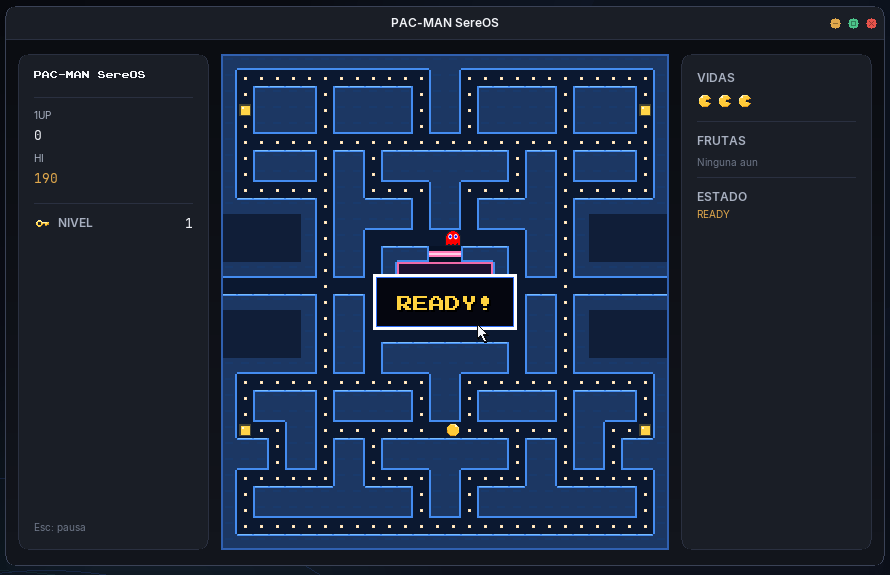 PAC-MAN SereOS
PAC-MAN SereOS
1UP
0
HI
190
NIVEL 1
Esc: pausa
READY!
VIDAS
FRUTAS
Ninguna aun
ESTADO
READY